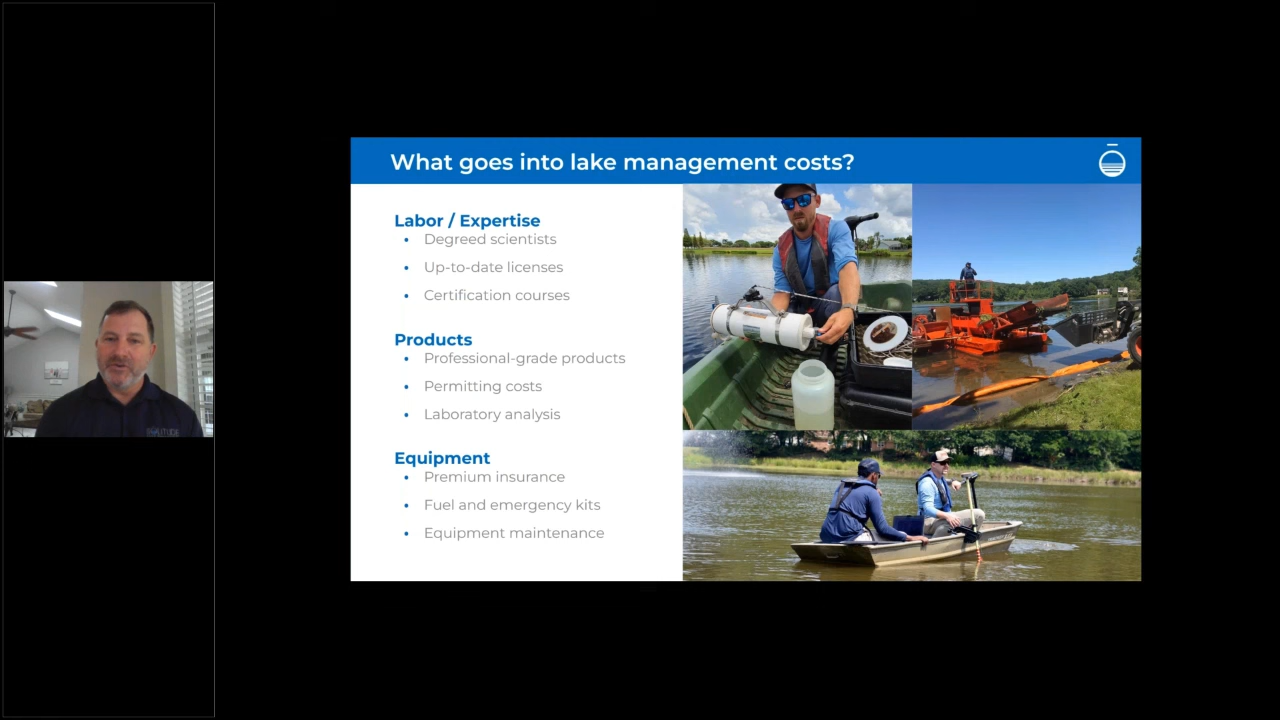 What goes into lake management costs?
Labor / Expertise
• Degreed scientists
• Up-to-date licenses
• Certification courses
Products
• Professional-grade products
• Permitting costs
• Laboratory analysis
Equipment
• Premium insurance
• Fuel and emergency kits
• Equipment maintenance
SOLITUDE